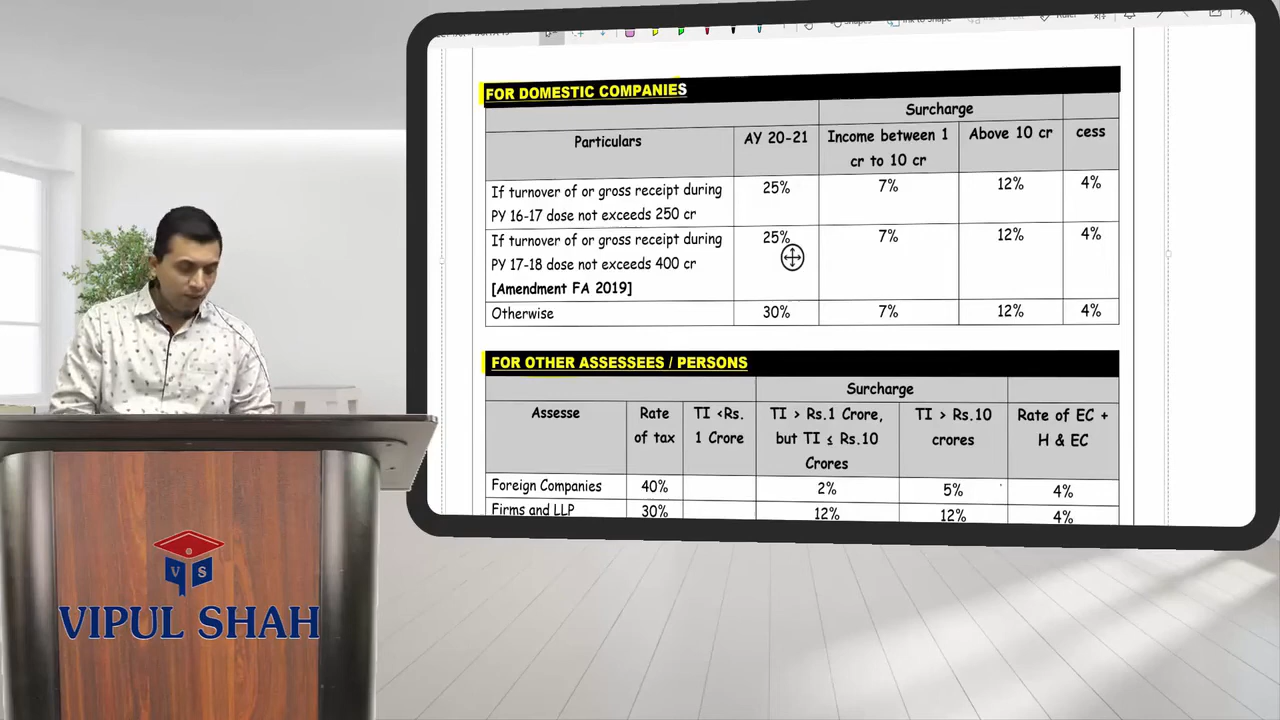 FOR DOMESTIC COMPANIES
Surcharge
Particulars
AY 20-21
Income between 1
cr to 10 cr
Above 10 cr
cess
If turnover of or gross receipt during
PY 16-17 dose not exceeds 250 cr
25%
7%
12%
4%
If turnover of or gross receipt during
PY 17-18 dose not exceeds 400 cr
[Amendment FA 2019]
25%
7%
12%
4%
Otherwise
30%
7%
12%
4%
FOR OTHER ASSESSEES / PERSONS
Surcharge
Assesse
Rate
of tax
TI <Rs.
1 Crore
TI > Rs.1 Crore,
but TI ≤ Rs.10
Crores
TI > Rs.10
crores
Rate of EC +
H & EC
Foreign Companies
40%
2%
5%
4%
Firms and LLP
30%
12%
12%
4%
V S
VIPUL SHAH